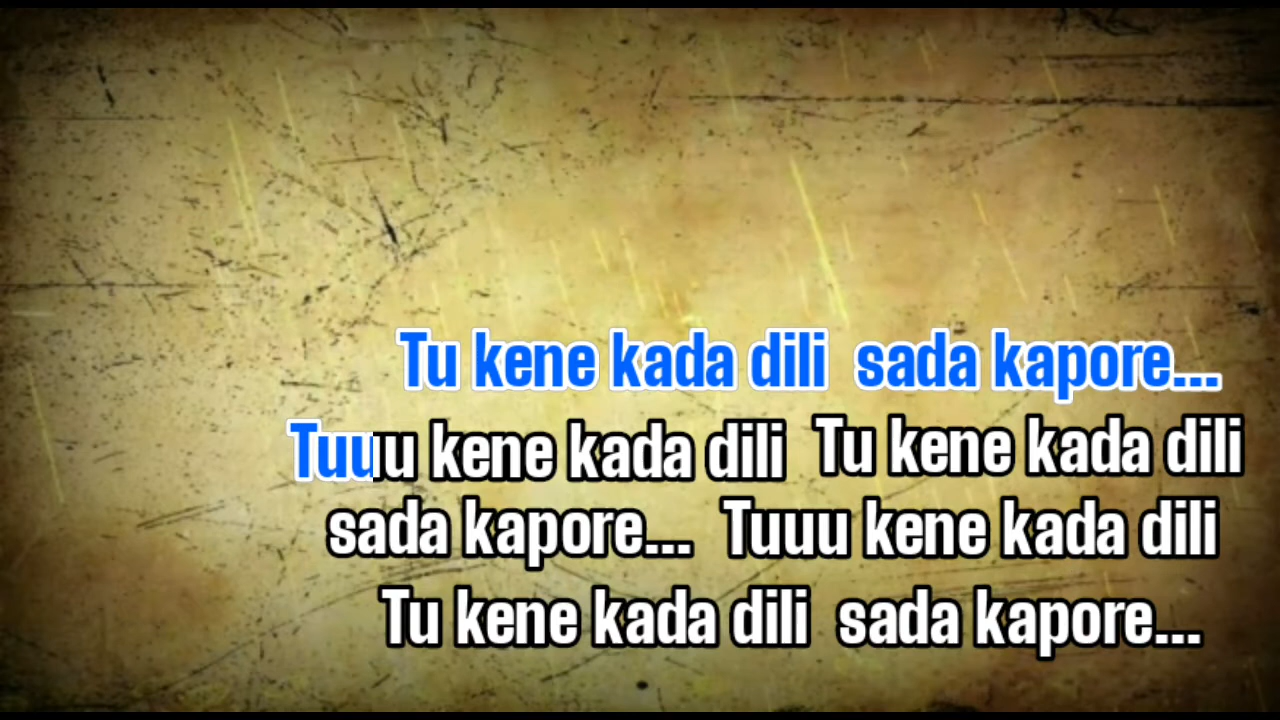 Tu kene kada dili sada kapore...
Tuuu kene kada dili Tu kene kada dili
sada kapore... Tuuu kene kada dili
Tu kene kada dili sada kapore...